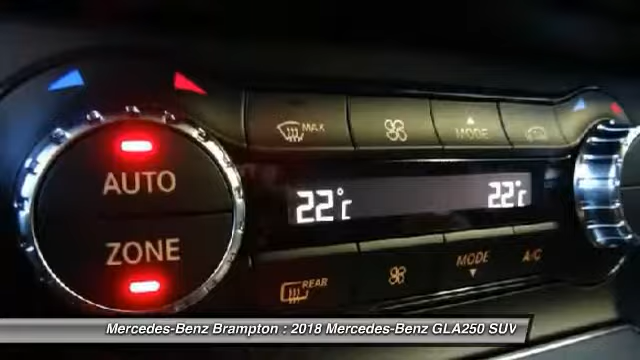 MAX
MODE
AUTO
22°C 22°C
ZONE
REAR
MODE
A/C
Mercedes-Benz Brampton : 2018 Mercedes-Benz GLA250 SUV